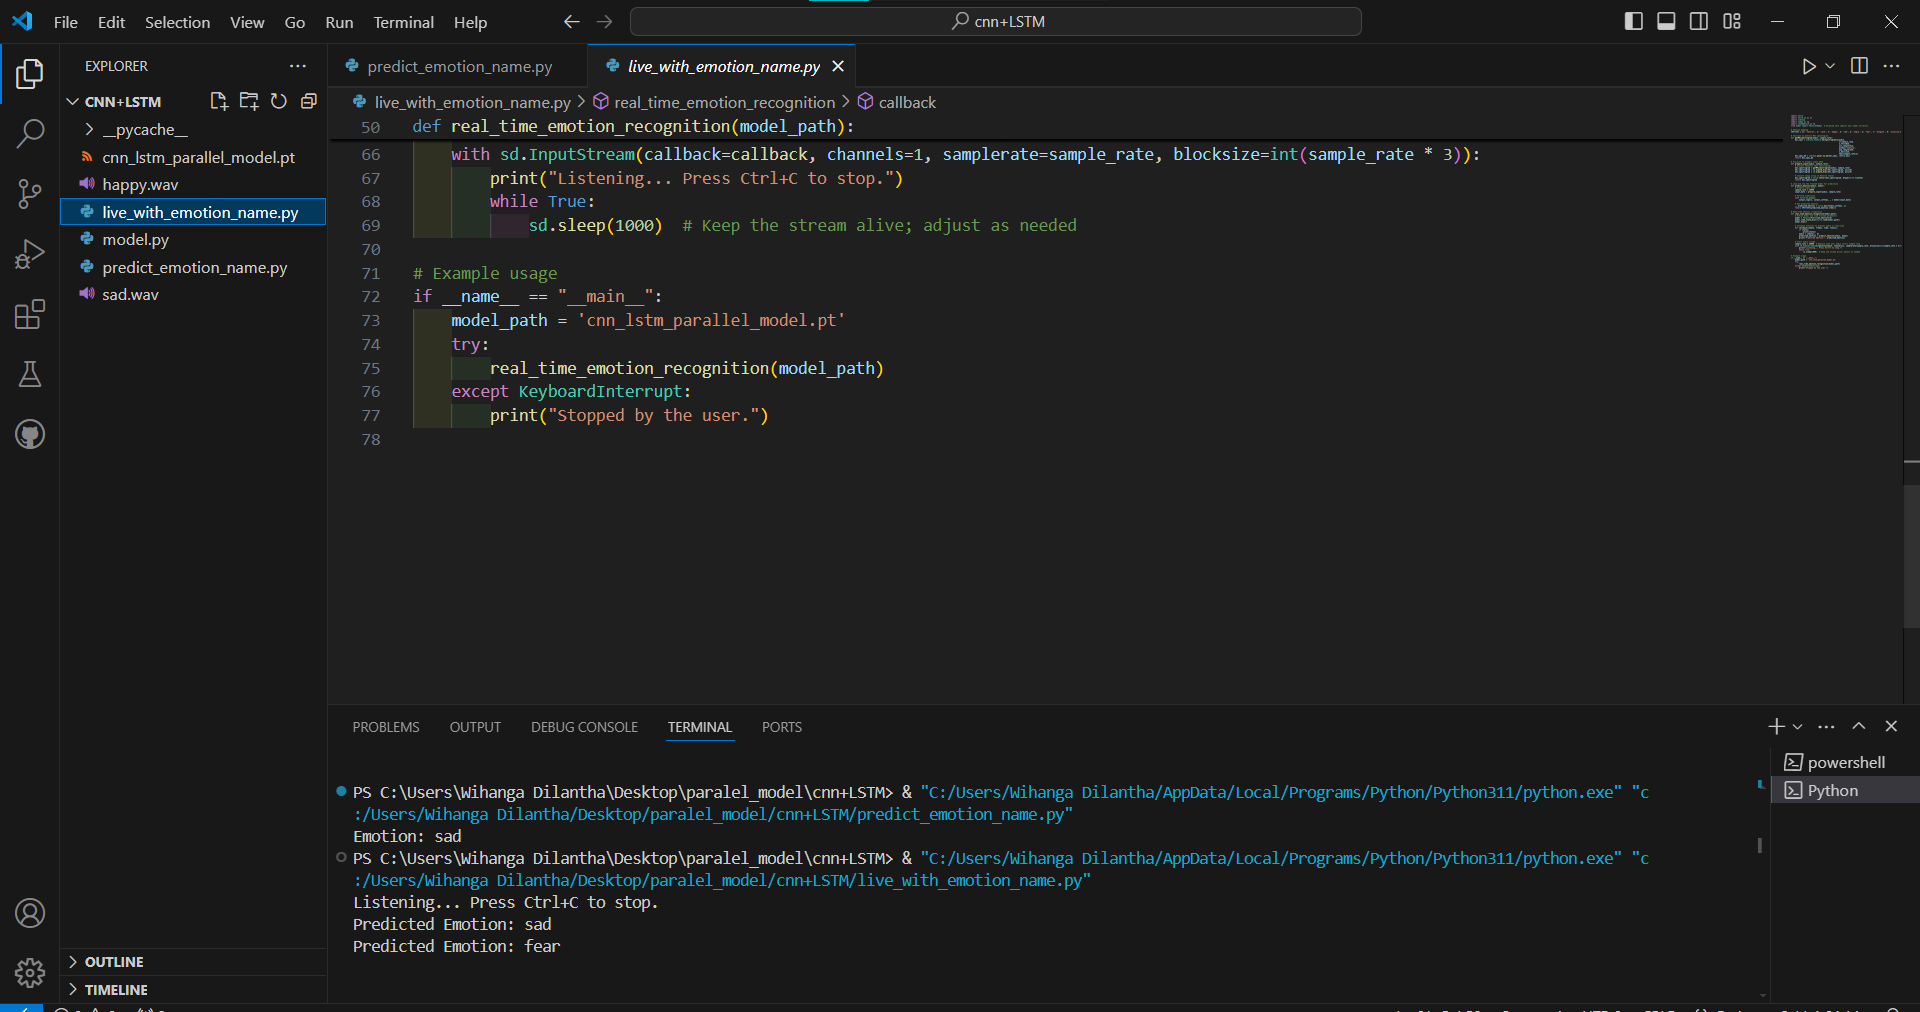 File Edit Selection View Go Run Terminal Help
cnn+LSTM
EXPLORER
CNN+LSTM
__pycache__
cnn_lstm_parallel_model.pt
happy.wav
live_with_emotion_name.py
model.py
predict_emotion_name.py
sad.wav
OUTLINE
TIMELINE
predict_emotion_name.py live_with_emotion_name.py
live_with_emotion_name.py > real_time_emotion_recognition > callback
50 def real_time_emotion_recognition(model_path):
66 with sd.InputStream(callback=callback, channels=1, samplerate=sample_rate, blocksize=int(sample_rate * 3)):
67 print("Listening... Press Ctrl+C to stop.")
68 while True:
69 sd.sleep(1000)  # Keep the stream alive; adjust as needed
70
71 # Example usage
72 if __name__ == "__main__":
73 model_path = 'cnn_lstm_parallel_model.pt'
74 try:
75 real_time_emotion_recognition(model_path)
76 except KeyboardInterrupt:
77 print("Stopped by the user.")
78
PROBLEMS OUTPUT DEBUG CONSOLE TERMINAL PORTS
PS C:\Users\Wihanga Dilantha\Desktop\paralel_model\cnn+LSTM> & "C:/Users/Wihanga Dilantha/AppData/Local/Programs/Python/Python311/python.exe" "c
:/Users/Wihanga Dilantha/Desktop/paralel_model/cnn+LSTM/predict_emotion_name.py"
Emotion: sad
PS C:\Users\Wihanga Dilantha\Desktop\paralel_model\cnn+LSTM> & "C:/Users/Wihanga Dilantha/AppData/Local/Programs/Python/Python311/python.exe" "c
:/Users/Wihanga Dilantha/Desktop/paralel_model/cnn+LSTM/live_with_emotion_name.py"
Listening... Press Ctrl+C to stop.
Predicted Emotion: sad
Predicted Emotion: fear
powershell
Python